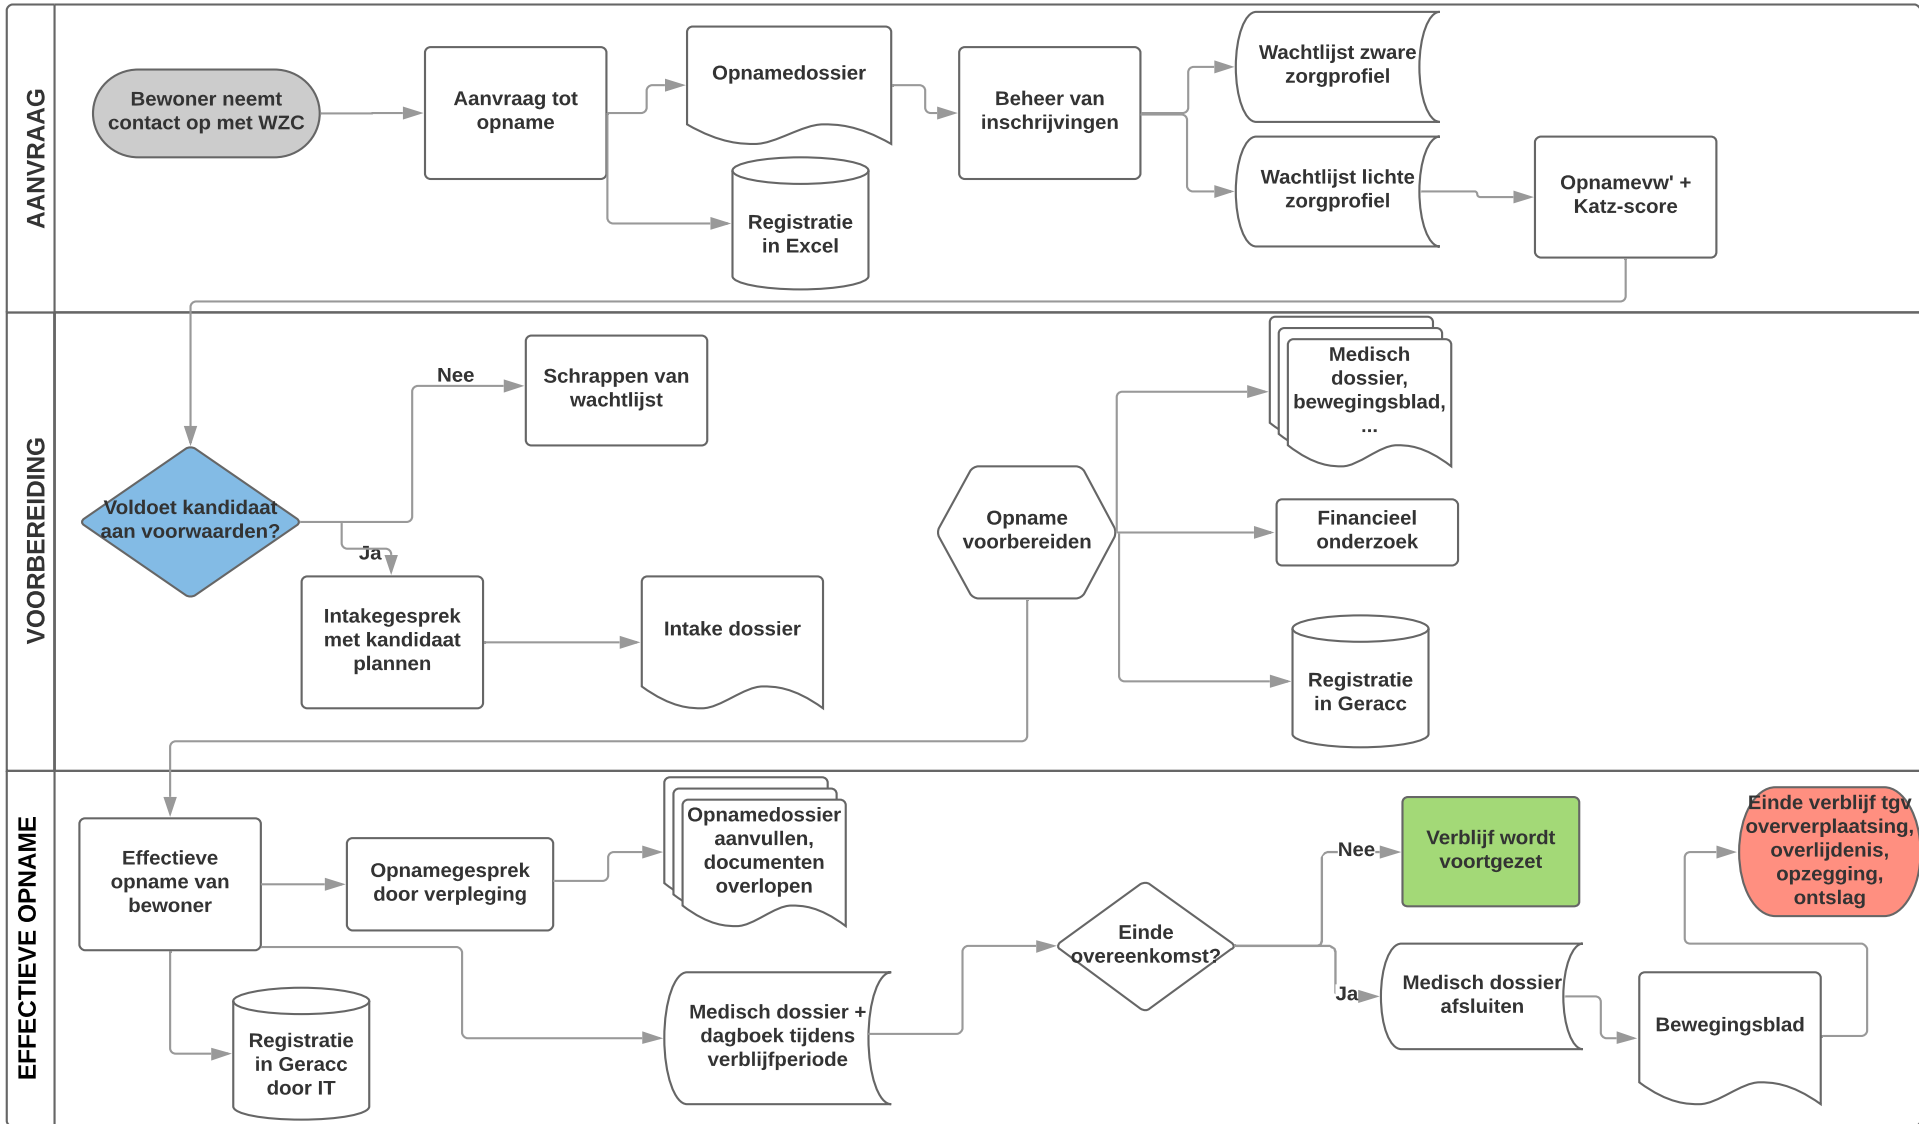 AANVRAAG
Bewoner neemt
contact op met WZC
Aanvraag tot
opname
Opnamedossier
Registratie
in Excel
Beheer van
inschrijvingen
Wachtlijst zware
zorgprofiel
Wachtlijst lichte
zorgprofiel
Opnamevw' +
Katz-score
VOORBEREIDING
Voldoet kandidaat
aan voorwaarden?
Nee
Schrappen van
wachtlijst
Ja
Intakegesprek
met kandidaat
plannen
Intake dossier
Opname
voorbereiden
Medisch
dossier,
bewegingsblad,
...
Financieel
onderzoek
Registratie
in Geracc
EFFECTIEVE OPNAME
Effectieve
opname van
bewoner
Opnamegesprek
door verpleging
Opnamedossier
aanvullen,
documenten
overlopen
Registratie
in Geracc
door IT
Medisch dossier +
dagboek tijdens
verblijfperiode
Einde
overeenkomst?
Nee
Verblijf wordt
voortgezet
Ja
Medisch dossier
afsluiten
Bewegingsblad
Einde verblijf tgv
oververplaatsing,
overlijdenis,
opzegging,
ontslag